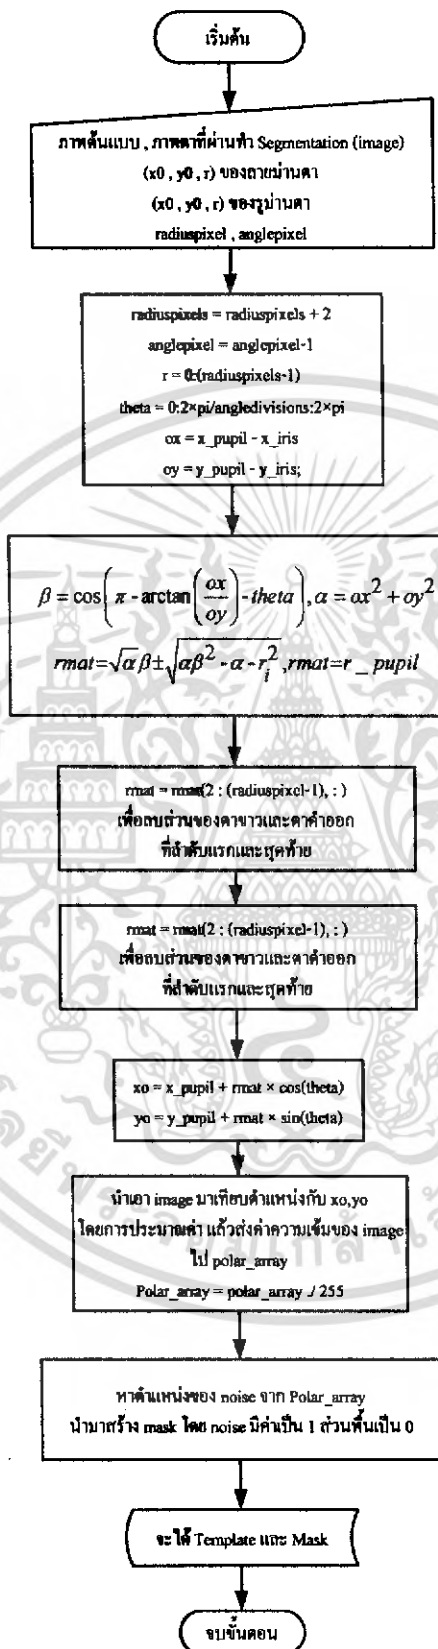 เริ่มต้น
ภาพต้นแบบ , ภาพตาที่ผ่านทำ Segmentation (image)
(x0 , y0 , r) ของลายม่านตา
(x0 , y0 , r) ของรูม่านตา
radiuspixel , anglepixel
radiuspixels = radiuspixels + 2
anglepixel = anglepixel-1
r = 0:(radiuspixels-1)
theta = 0:2×pi/angledivisions:2×pi
ox = x_pupil - x_iris
oy = y_pupil - y_iris;
β = cos(π - arctan(ox/oy) - theta), α = ox² + oy²
rmat=√αβ±√(αβ² - α - rᵢ²) ,rmat=r _ pupil
rmat = rmat(2 : (radiuspixel-1), : )
เพื่อลบส่วนของตาขาวและตาดำออก
ที่ลำดับแรกและสุดท้าย
rmat = rmat(2 : (radiuspixel-1), : )
เพื่อลบส่วนของตาขาวและตาดำออก
ที่ลำดับแรกและสุดท้าย
xo = x_pupil + rmat × cos(theta)
yo = y_pupil + rmat × sin(theta)
นำเอา image มาเทียบตำแหน่งกับ xo,yo
โดยการประมาณค่า แล้วส่งค่าความเข้มของ image
ไป polar_array
Polar_array = polar_array ./ 255
หาตำแหน่งของ noise จาก Polar_array
นำมาสร้าง mask โดย noise มีค่าเป็น 1 ส่วนพื้นเป็น 0
จะได้ Template และ Mask
จบขั้นตอน